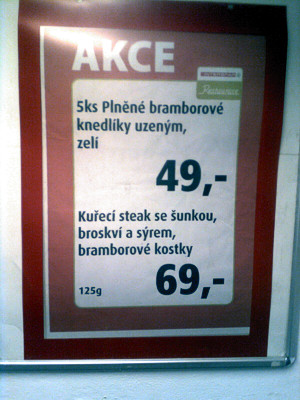 AKCE
5ks Plněné bramborové
knedlíky uzeným,
zelí
49,-
Kuřecí steak se šunkou,
broskví a sýrem,
bramborové kostky
125g
69,-